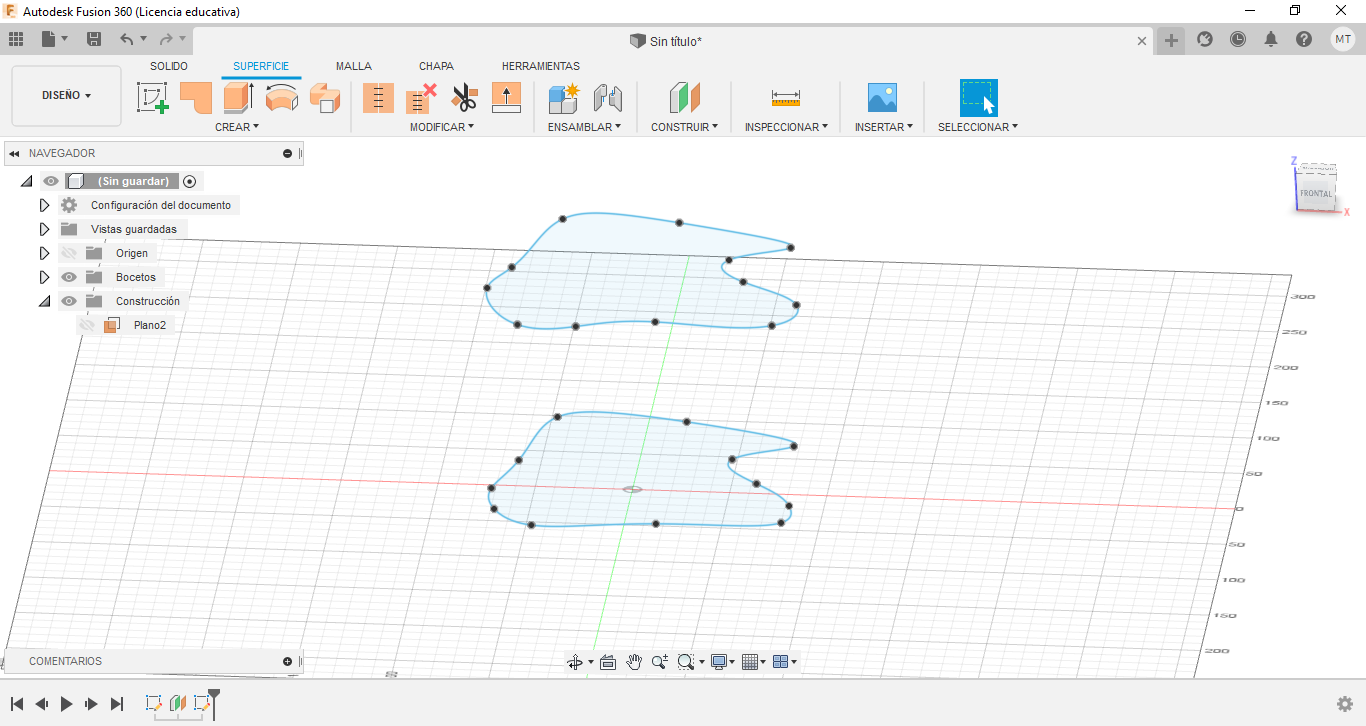 Autodesk Fusion 360 (Licencia educativa)
Sin título*
MT
DISEÑO
SOLIDO
SUPERFICIE
MALLA
CHAPA
HERRAMIENTAS
CREAR
MODIFICAR
ENSAMBLAR
CONSTRUIR
INSPECCIONAR
INSERTAR
SELECCIONAR
NAVEGADOR
(Sin guardar)
Configuración del documento
Vistas guardadas
Origen
Bocetos
Construcción
Plano2
Z
FRONTAL
X
300
250
200
150
100
50
0
50
100
150
200
COMENTARIOS